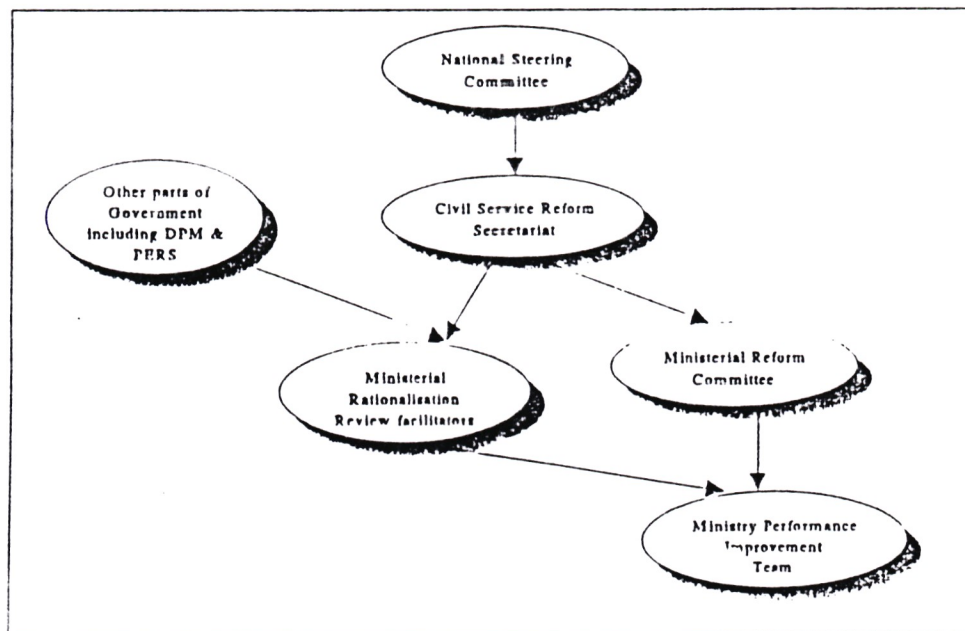 National Steering
Committee
Other parts of
Government
including DPM &
PERS
Civil Service Reform
Secretariat
Ministerial
Rationalisation
Review facilitators
Ministerial Reform
Committee
Ministry Performance
Improvement
Team